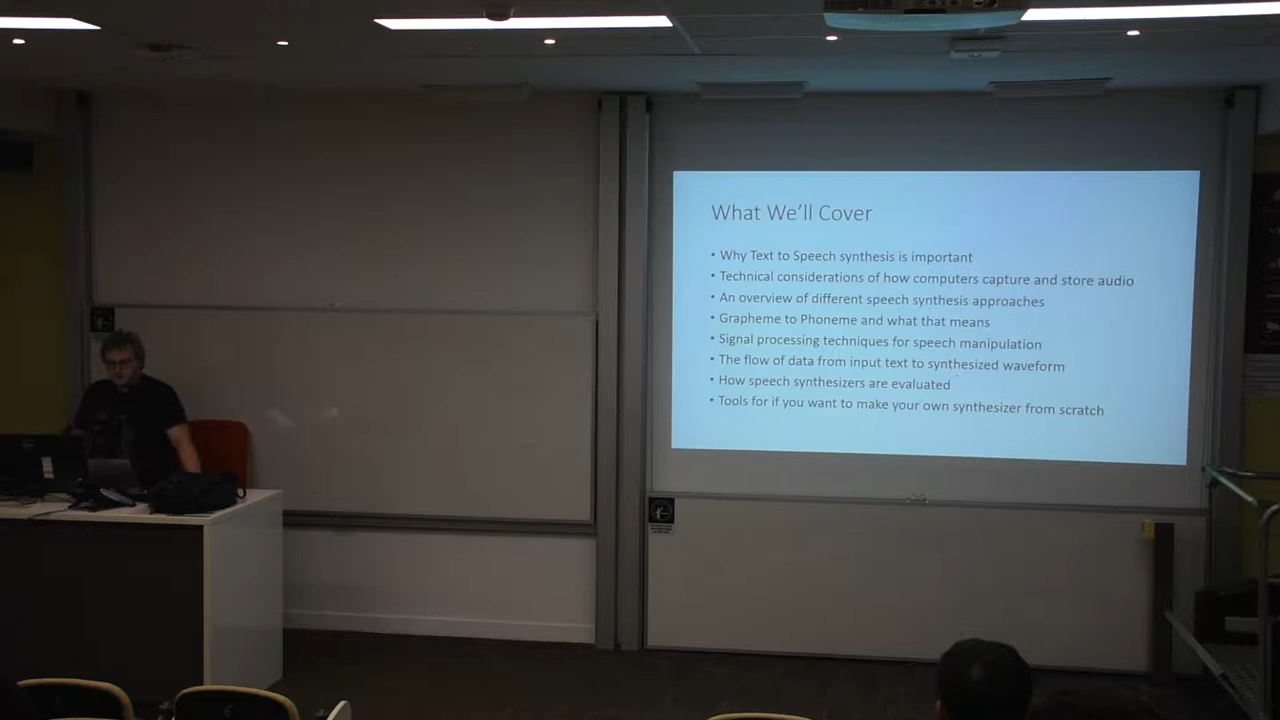 What We'll Cover
• Why Text to Speech synthesis is important
• Technical considerations of how computers capture and store audio
• An overview of different speech synthesis approaches
• Grapheme to Phoneme and what that means
• Signal processing techniques for speech manipulation
• The flow of data from input text to synthesized waveform
• How speech synthesizers are evaluated
• Tools for if you want to make your own synthesizer from scratch